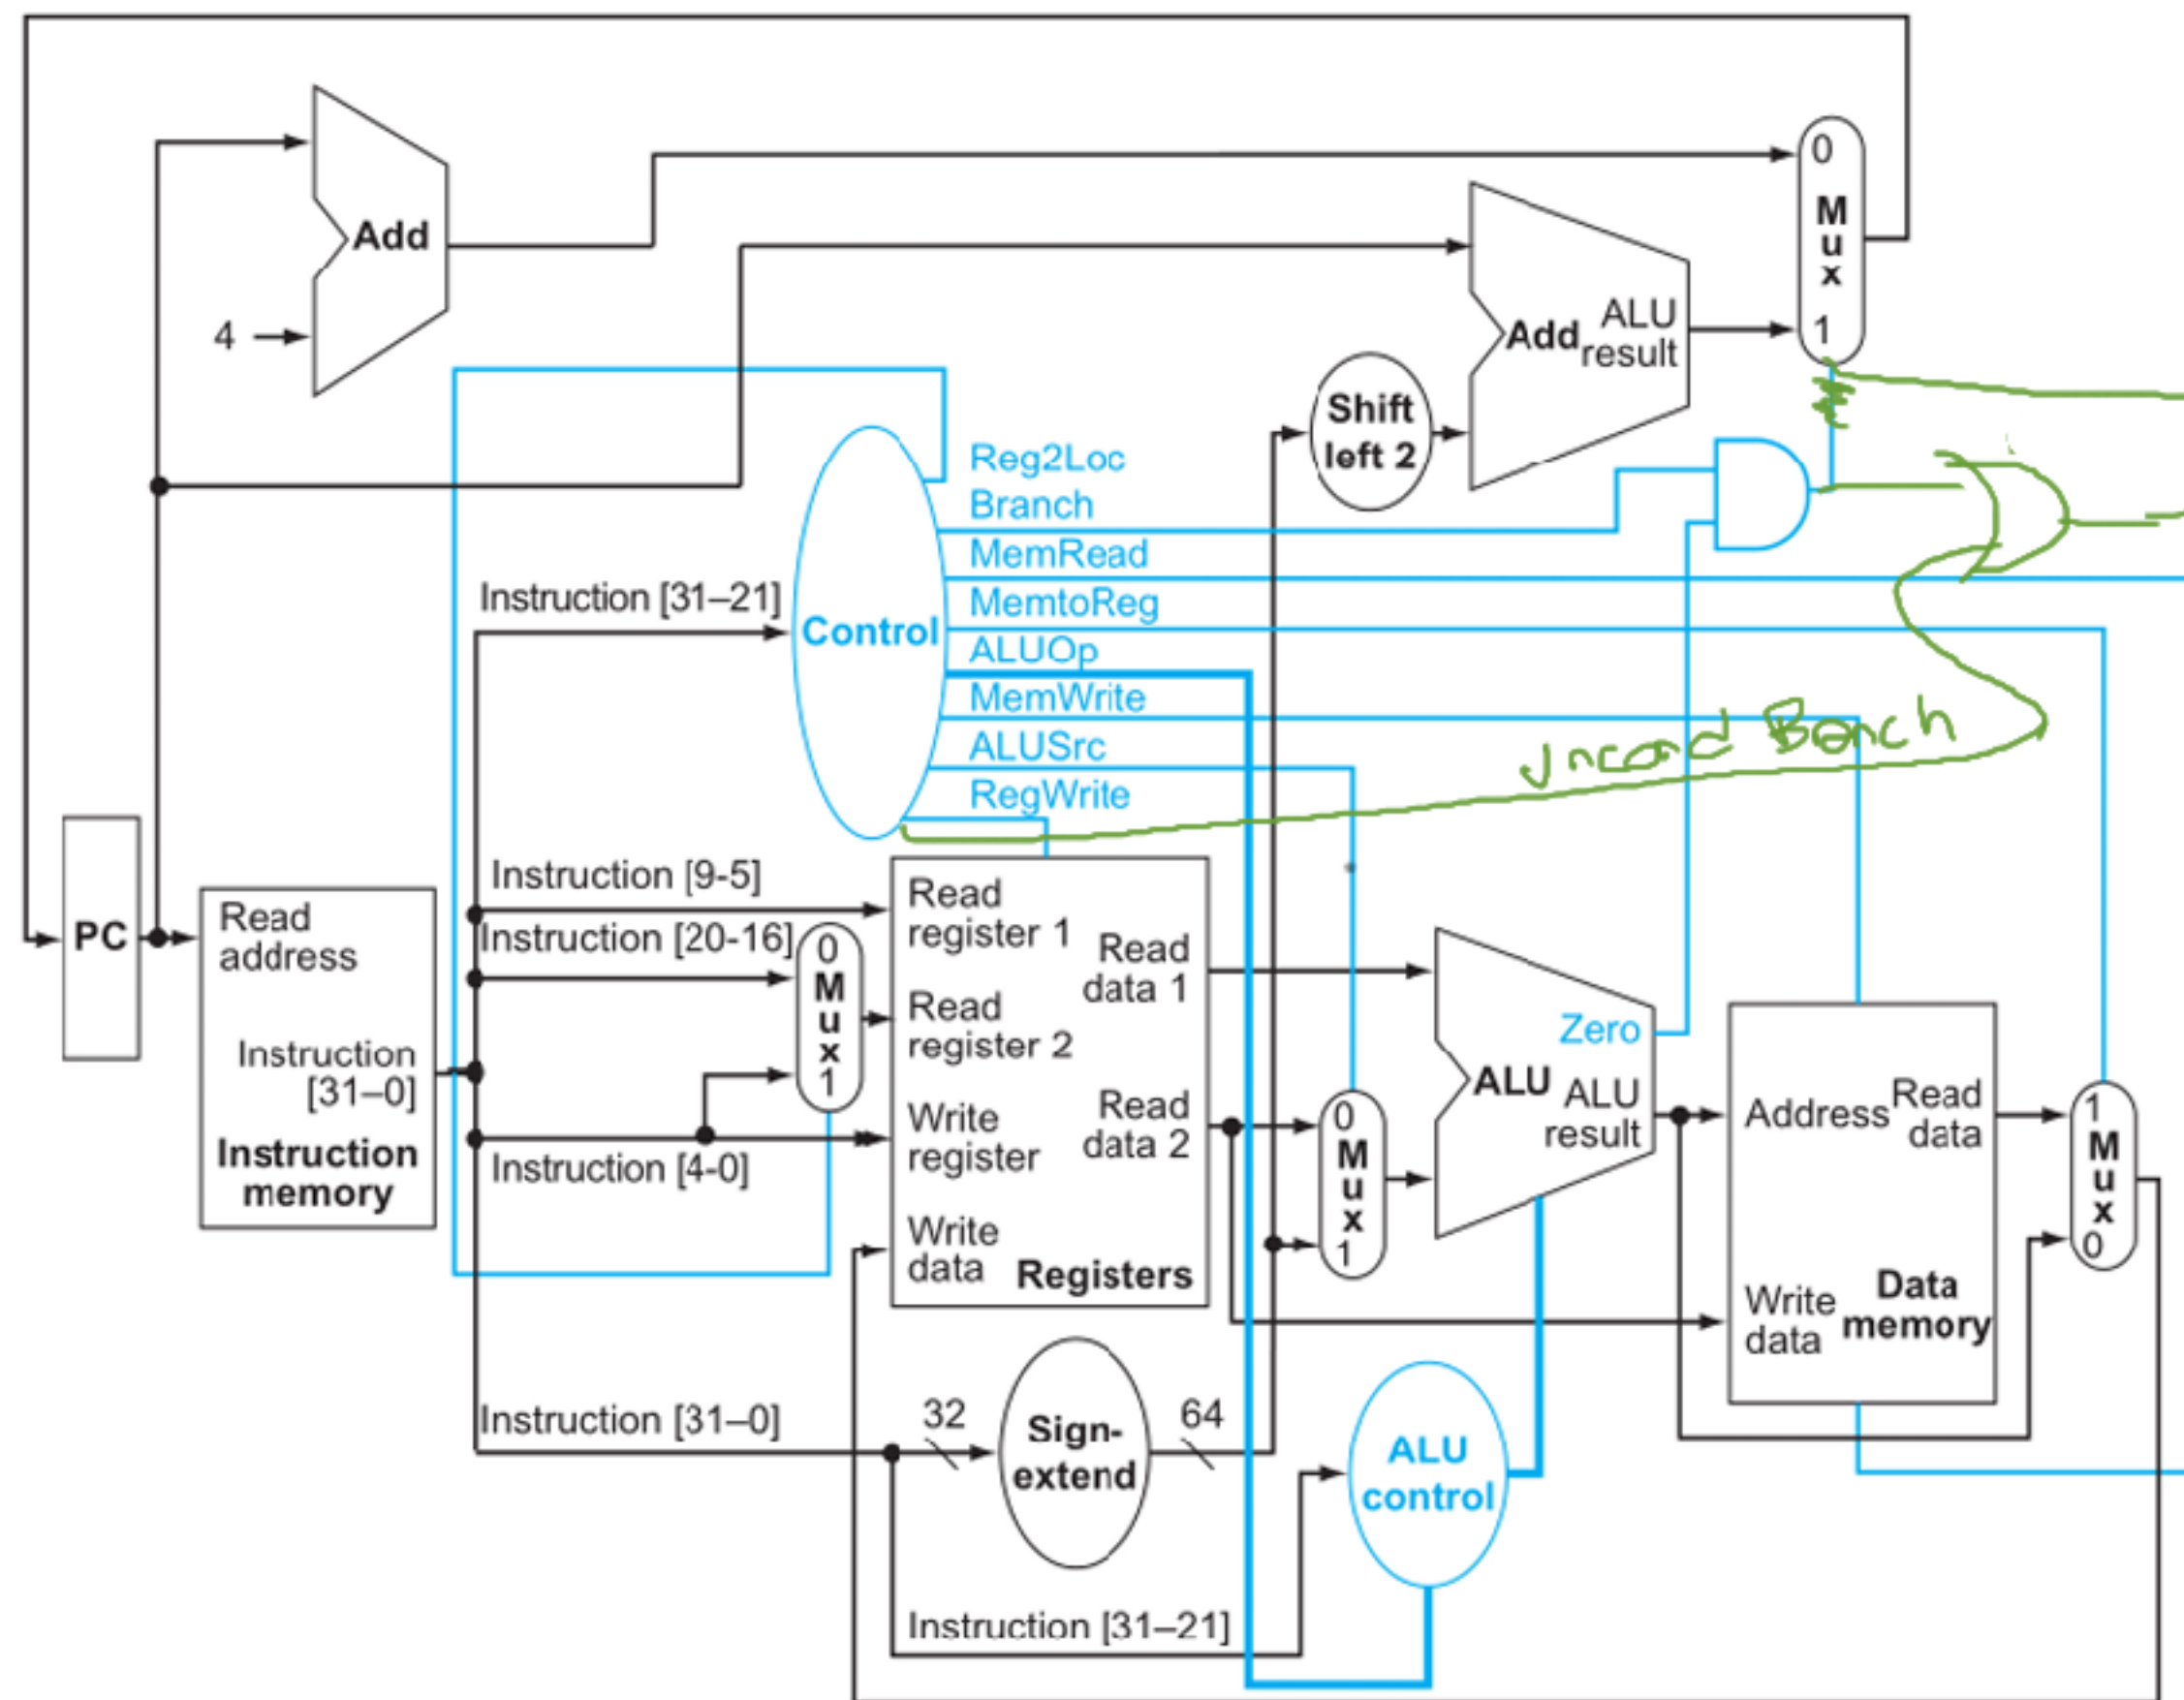 Add
4
0
M
u
x
1
Add
ALU
result
Shift
left 2
Reg2Loc
Branch
MemRead
MemtoReg
ALUOp
MemWrite
ALUSrc
RegWrite
Control
Instruction [31–21]
Uncond Banch
PC
Read
address
Instruction
[31–0]
Instruction
memory
Instruction [9-5]
Instruction [20-16]
Instruction [4-0]
0
M
u
x
1
Read
register 1
Read
register 2
Write
register
Write
data
Read
data 1
Read
data 2
Registers
0
M
u
x
1
Zero
ALU
ALU
result
Address
Read
data
Write
data
Data
memory
1
M
u
x
0
Instruction [31–0]
32
Sign-
extend
64
ALU
control
Instruction [31–21]